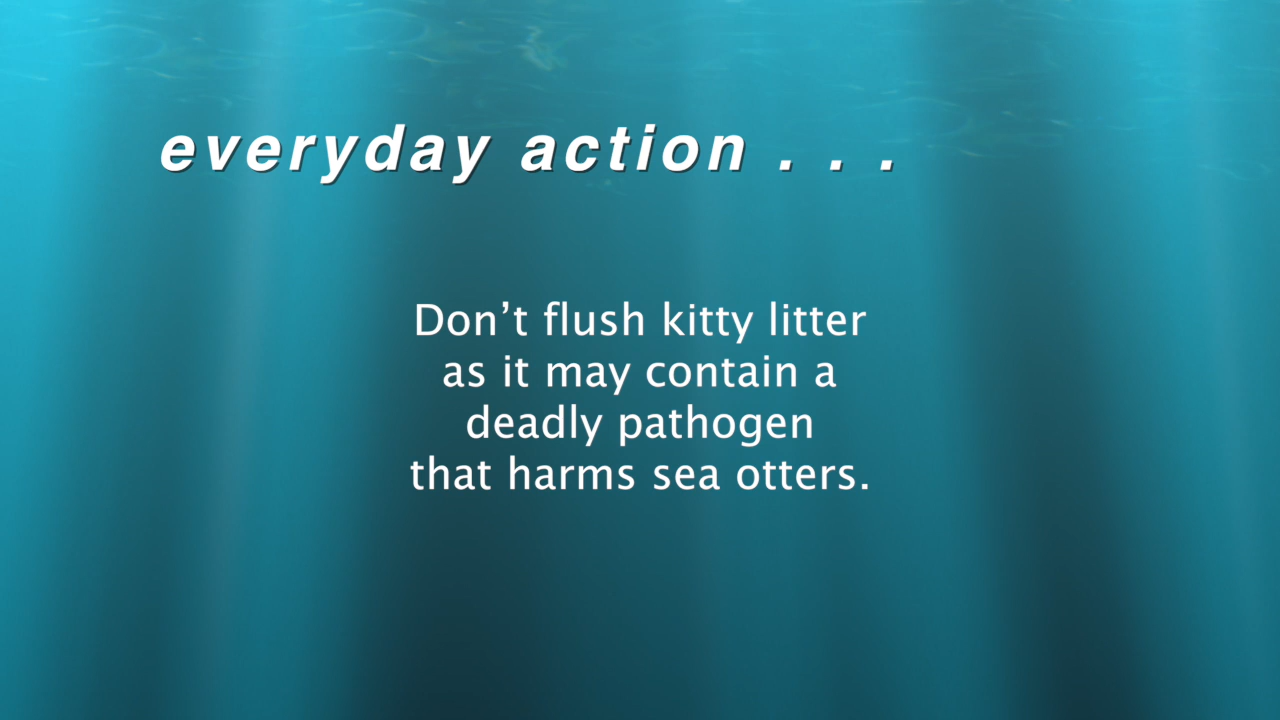 everyday action . . .
Don’t flush kitty litter
as it may contain a
deadly pathogen
that harms sea otters.